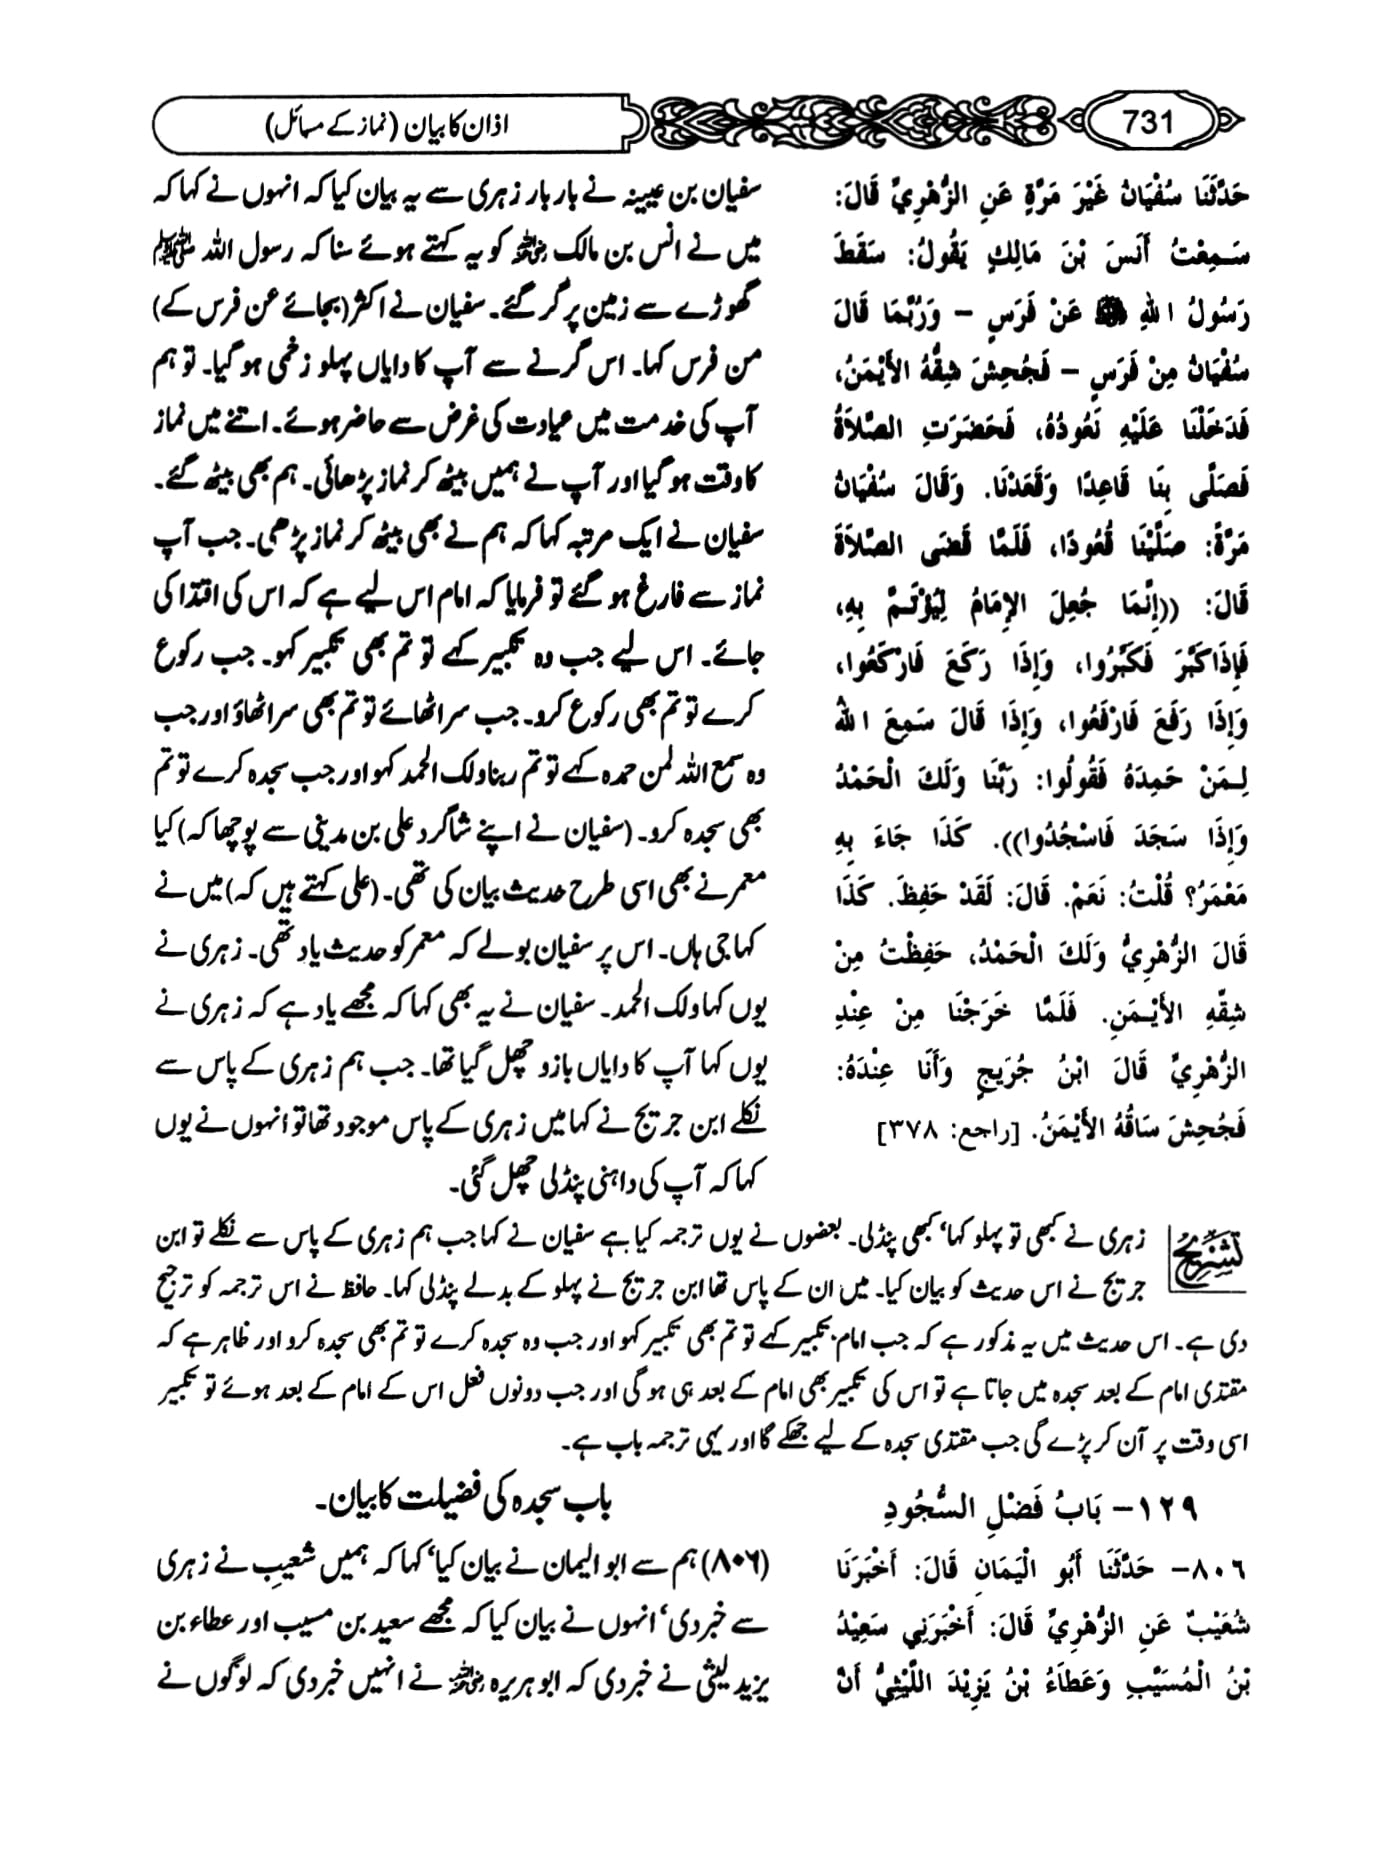 731
اذان کا بیان (نماز کے مسائل)
حَدَّثَنَا سُفْيَانُ غَيْرَ مَرَّةٍ عَنِ الزُّهْرِيِّ قَالَ:
سَمِعْتُ أَنَسَ بْنَ مَالِكٍ يَقُولُ: سَقَطَ
رَسُولُ اللهِ ﷺ عَنْ فَرَسٍ – وَرُبَّمَا قَالَ
سُفْيَانُ مِنْ فَرَسٍ – فَجُحِشَ شِقُّهُ الأَيْمَنُ،
فَدَخَلْنَا عَلَيْهِ نَعُودُهُ، فَحَضَرَتِ الصَّلاَةُ
فَصَلَّى بِنَا قَاعِدًا وَقَعَدْنَا. وَقَالَ سُفْيَانُ
مَرَّةً: صَلَّيْنَا قُعُودًا، فَلَمَّا قَضَى الصَّلاَةَ
قَالَ: ((إِنَّمَا جُعِلَ الإِمَامُ لِيُؤْتَمَّ بِهِ،
فَإِذَا كَبَّرَ فَكَبِّرُوا، وَإِذَا رَكَعَ فَارْكَعُوا،
وَإِذَا رَفَعَ فَارْفَعُوا، وَإِذَا قَالَ سَمِعَ اللهُ
لِمَنْ حَمِدَهُ فَقُولُوا: رَبَّنَا وَلَكَ الْحَمْدُ
وَإِذَا سَجَدَ فَاسْجُدُوا)). كَذَا جَاءَ بِهِ
مَعْمَرُ؟ قُلْتُ: نَعَمْ. قَالَ: لَقَدْ حَفِظَ. كَذَا
قَالَ الزُّهْرِيُّ وَلَكَ الْحَمْدُ، حَفِظْتُ مِنْ
شِقِّهِ الأَيْمَنِ. فَلَمَّا خَرَجْنَا مِنْ عِنْدِ
الزُّهْرِيِّ قَالَ ابْنُ جُرَيجٍ وَأَنَا عِنْدَهُ:
فَجُحِشَ سَاقُهُ الأَيْمَنُ. [راجع: ٣٧٨]
سفیان بن عیینہ نے بار بار زہری سے یہ بیان کیا کہ انہوں نے کہا کہ
میں نے انس بن مالک رضی اللہ عنہ کو یہ کہتے ہوئے سنا کہ رسول اللہ ﷺ
گھوڑے سے زمین پر گر گئے۔ سفیان نے اکثر (بجائے عن فرس کے)
من فرس کہا۔ اس گرنے سے آپ کا دایاں پہلو زخمی ہو گیا۔ تو ہم
آپ کی خدمت میں عیادت کی غرض سے حاضر ہوئے۔ اتنے میں نماز
کا وقت ہو گیا اور آپ نے ہمیں بیٹھ کر نماز پڑھائی۔ ہم بھی بیٹھ گئے۔
سفیان نے ایک مرتبہ کہا کہ ہم نے بھی بیٹھ کر نماز پڑھی۔ جب آپ
نماز سے فارغ ہو گئے تو فرمایا کہ امام اس لیے ہے کہ اس کی اقتدا کی
جائے۔ اس لیے جب وہ تکبیر کہے تو تم بھی تکبیر کہو۔ جب رکوع
کرے تو تم بھی رکوع کرو۔ جب سر اٹھائے تو تم بھی سر اٹھاؤ اور جب
وہ سمع اللہ لمن حمدہ کہے تو تم ربنا ولک الحمد کہو اور جب سجدہ کرے تو تم
بھی سجدہ کرو۔ (سفیان نے اپنے شاگرد علی بن مدینی سے پوچھا کہ) کیا
معمر نے بھی اسی طرح حدیث بیان کی تھی۔ (علی کہتے ہیں کہ) میں نے
کہا جی ہاں۔ اس پر سفیان بولے کہ معمر کو حدیث یاد تھی۔ زہری نے
یوں کہا ولک الحمد۔ سفیان نے یہ بھی کہا کہ مجھے یاد ہے کہ زہری نے
یوں کہا آپ کا دایاں بازو چھل گیا تھا۔ جب ہم زہری کے پاس سے
نکلے ابن جریج نے کہا میں زہری کے پاس موجود تھا تو انہوں نے یوں
کہا کہ آپ کی داہنی پنڈلی چھل گئی۔
تشریح زہری نے کبھی تو پہلو کہا' کبھی پنڈلی۔ بعضوں نے یوں ترجمہ کیا ہے سفیان نے کہا جب ہم زہری کے پاس سے نکلے تو ابن
جریج نے اس حدیث کو بیان کیا۔ میں ان کے پاس تھا ابن جریج نے پہلو کے بدلے پنڈلی کہا۔ حافظ نے اس ترجمہ کو ترجیح
دی ہے۔ اس حدیث میں یہ مذکور ہے کہ جب امام تکبیر کہے تو تم بھی تکبیر کہو اور جب وہ سجدہ کرے تو تم بھی سجدہ کرو اور ظاہر ہے کہ
مقتدی امام کے بعد سجدہ میں جاتا ہے تو اس کی تکبیر بھی امام کے بعد ہی ہو گی اور جب دونوں فعل اس کے امام کے بعد ہوئے تو تکبیر
اسی وقت پر آن کر پڑے گی جب مقتدی سجدہ کے لیے جھکے گا اور یہی ترجمہ باب ہے۔
١٢٩– بَابُ فَضْلِ السُّجُودِ
باب سجدہ کی فضیلت کا بیان۔
٨٠٦– حَدَّثَنَا أَبُو الْيَمَانِ قَالَ: أَخْبَرَنَا
شُعَيْبٌ عَنِ الزُّهْرِيِّ قَالَ: أَخْبَرَنِي سَعِيْدُ
بْنُ الْمُسَيَّبِ وَعَطَاءُ بْنُ يَزِيْدَ اللَّيْثِيُّ أَنَّ
(۸۰۶) ہم سے ابوالیمان نے بیان کیا' کہا کہ ہمیں شعیب نے زہری
سے خبر دی' انہوں نے بیان کیا کہ مجھے سعید بن مسیب اور عطاء بن
یزید لیثی نے خبر دی کہ ابوہریرہ رضی اللہ عنہ نے انہیں خبر دی کہ لوگوں نے